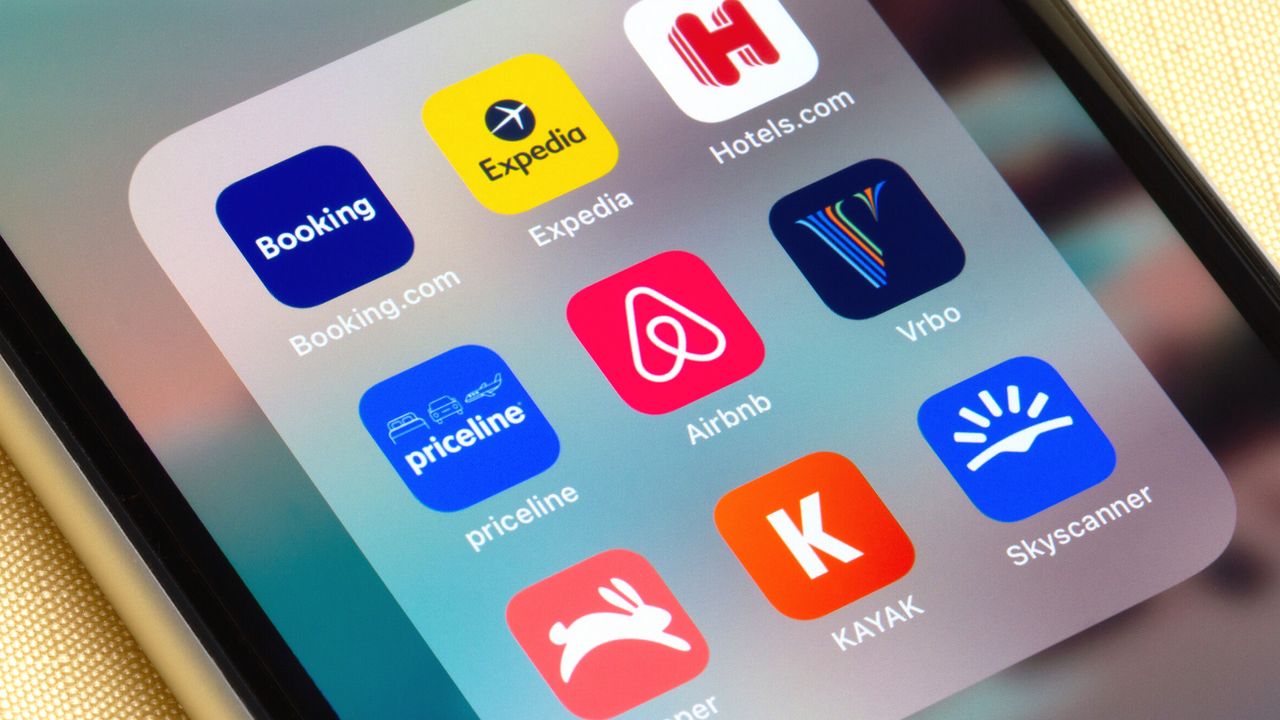 Booking
Booking.com
Expedia
Expedia
H
Hotels.com
priceline
priceline
Airbnb
Vrbo
K
KAYAK
Skyscanner